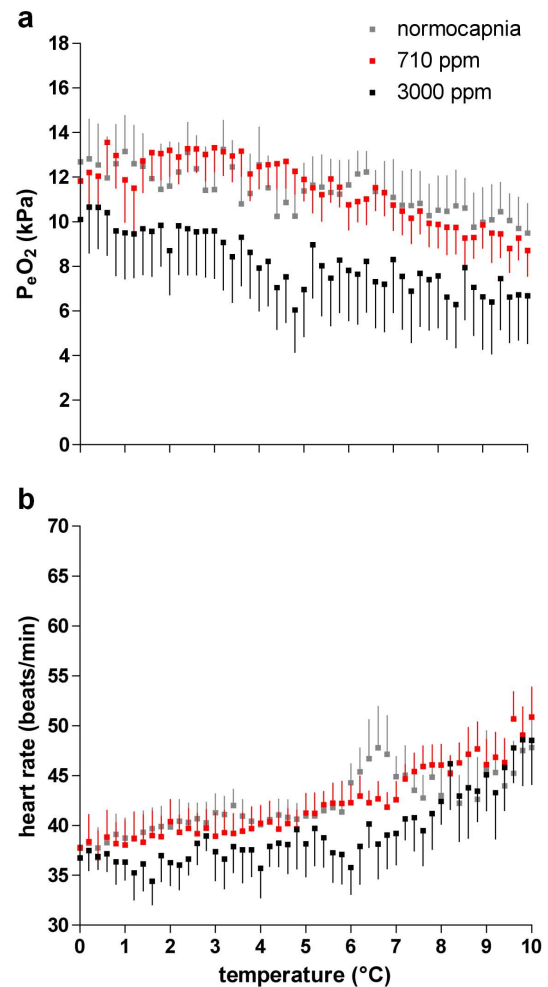 a
normocapnia
710 ppm
3000 ppm
18
16
14
12
10
8
6
4
2
0
PₑO₂ (kPa)
b
70
65
60
55
50
45
40
35
30
heart rate (beats/min)
0 1 2 3 4 5 6 7 8 9 10
temperature (°C)